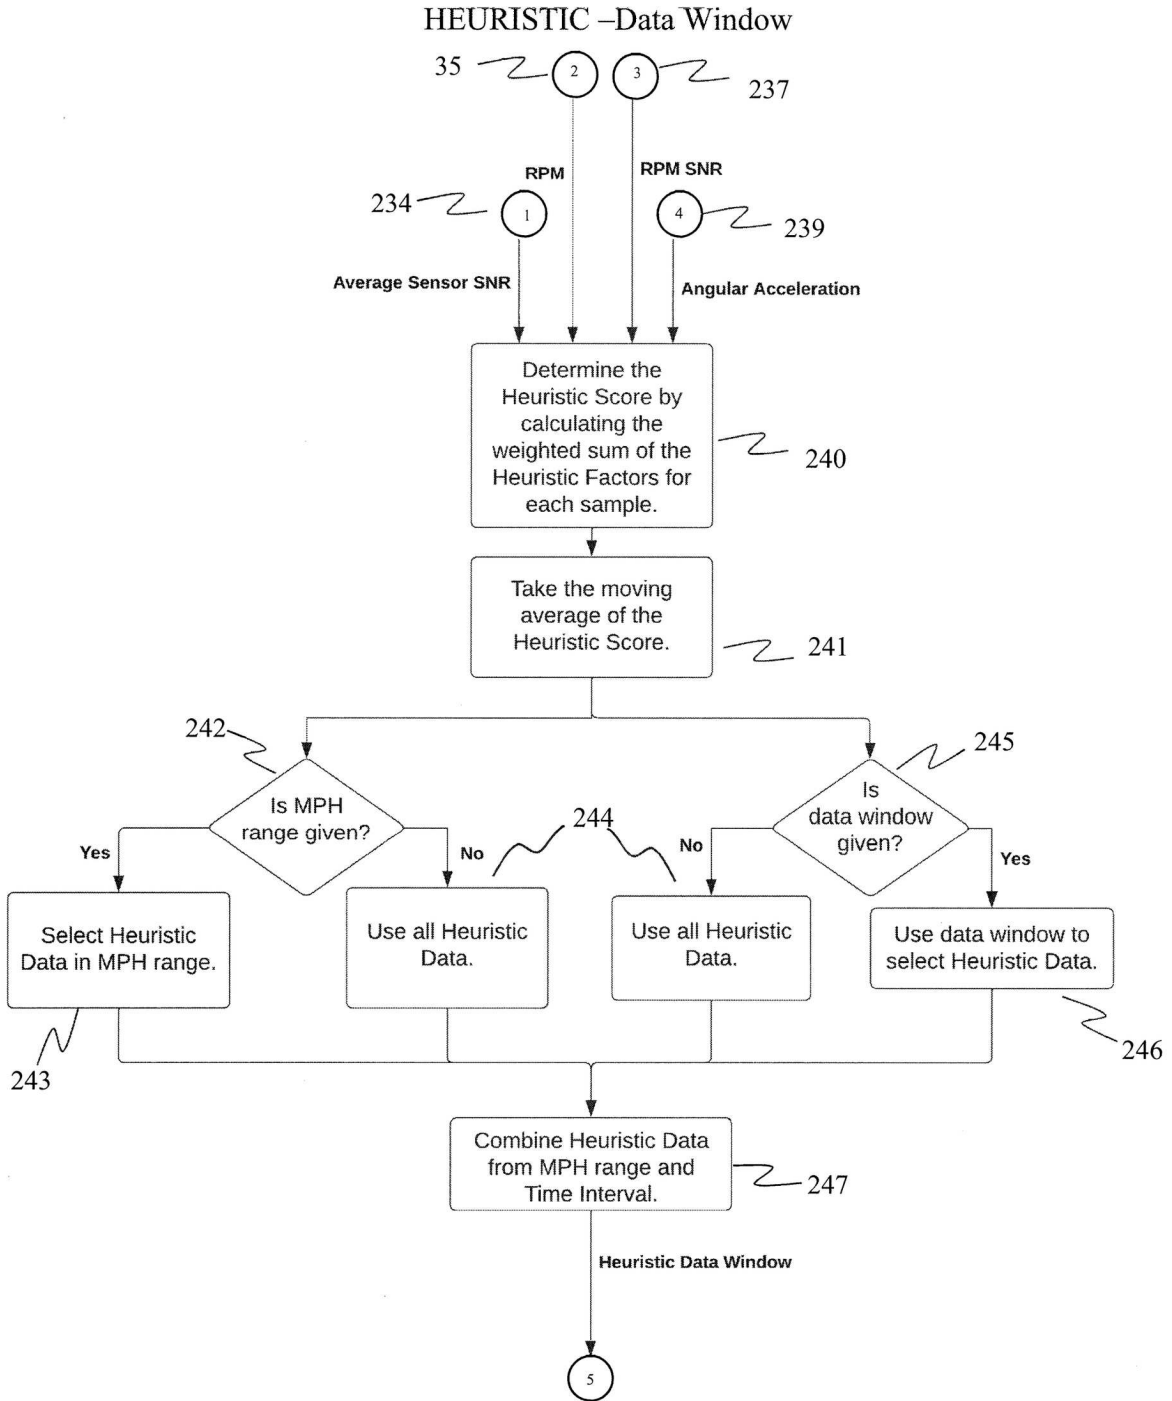 HEURISTIC –Data Window
35
2
3
237
RPM
RPM SNR
234
1
4
239
Average Sensor SNR
Angular Acceleration
Determine the
Heuristic Score by
calculating the
weighted sum of the
Heuristic Factors for
each sample.
240
Take the moving
average of the
Heuristic Score.
241
242
245
Is MPH
range given?
Is
data window
given?
244
Yes
No
No
Yes
Select Heuristic
Data in MPH range.
Use all Heuristic
Data.
Use all Heuristic
Data.
Use data window to
select Heuristic Data.
243
246
Combine Heuristic Data
from MPH range and
Time Interval.
247
Heuristic Data Window
5